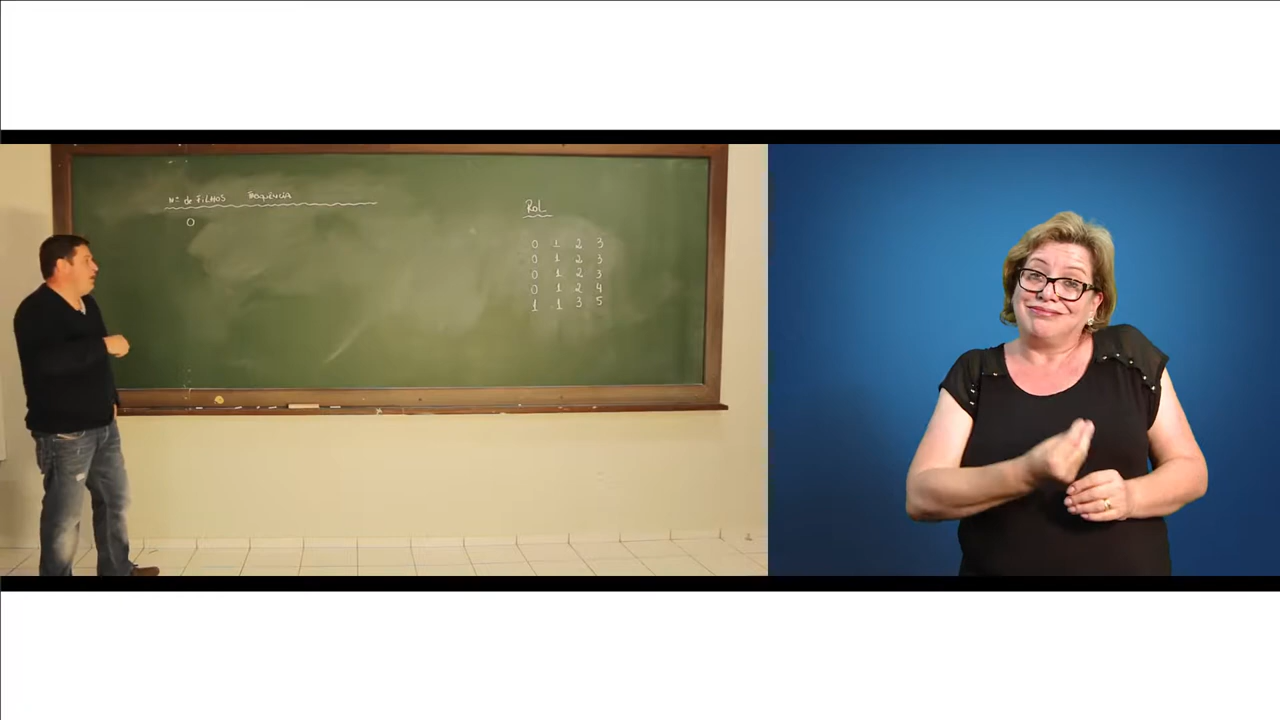 Nº de FILHOS FREQUÊNCIA
0
ROL
0 1 2 3
0 1 2 3
0 1 2 3
0 1 2 4
1 1 3 5